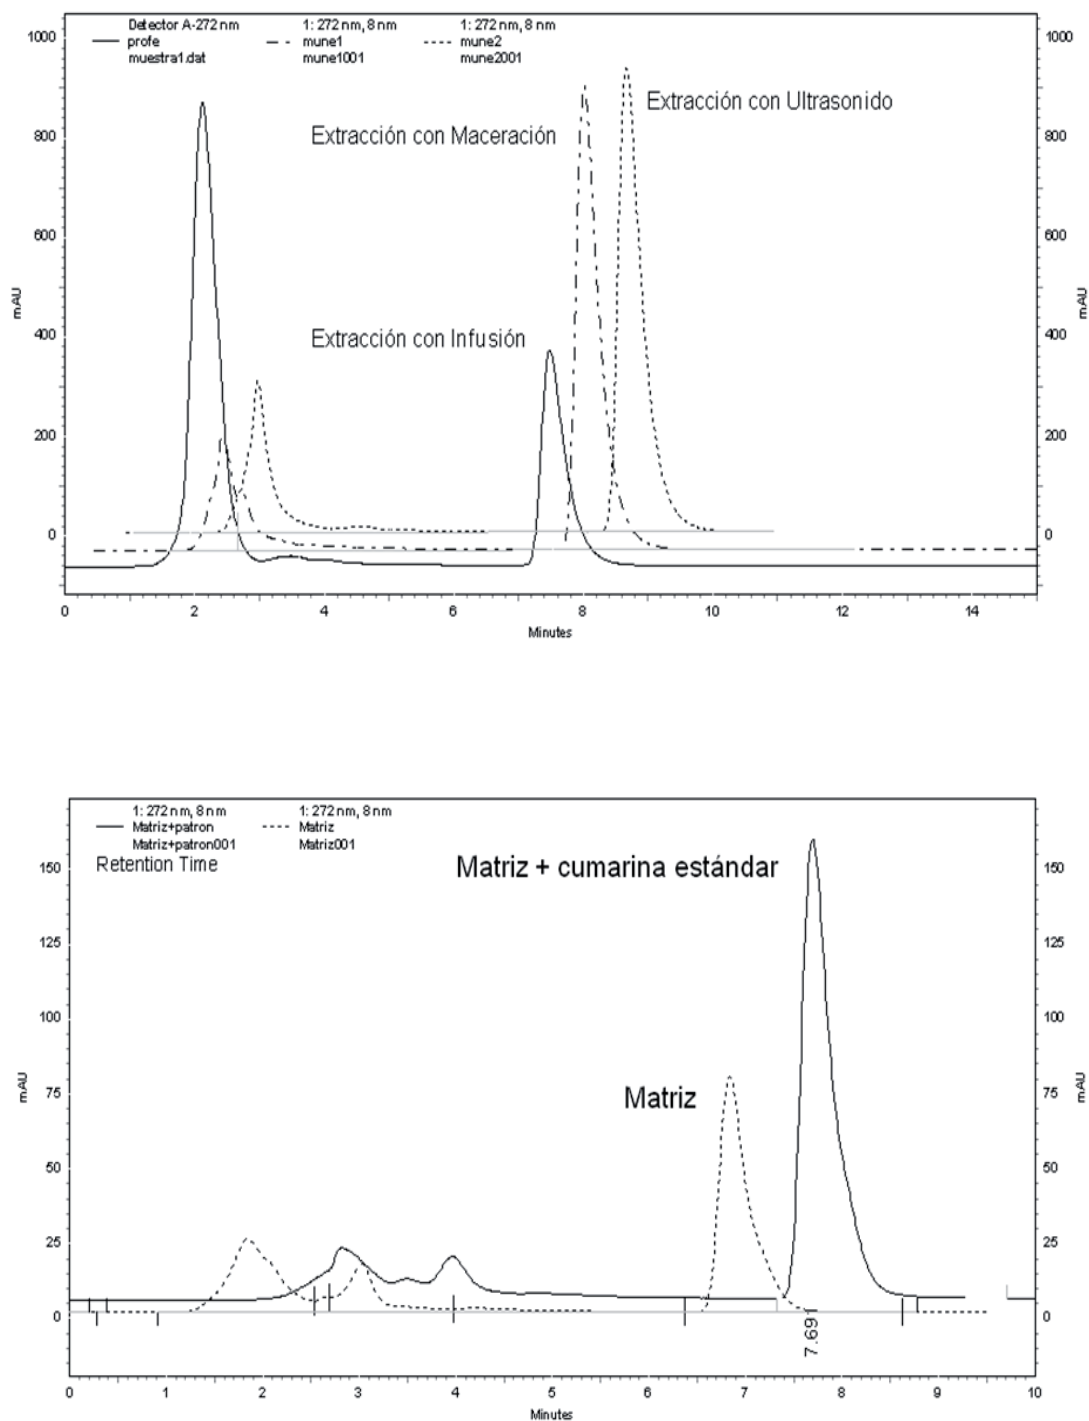 Detector A-272 nm 1: 272 nm, 8 nm 1: 272 nm, 8 nm
profe mune1 mune2
muestra1.dat mune1001 mune2001
Extracción con Ultrasonido
Extracción con Maceración
Extracción con Infusión
1000 1000
800 800
600 600
400 400
200 200
0 0
mAU mAU
0 2 4 6 8 10 12 14
Minutes
1: 272 nm, 8 nm 1: 272 nm, 8 nm
Matriz+patron Matriz
Matriz+patron001 Matriz001
Retention Time
Matriz + cumarina estándar
Matriz
150 150
125 125
100 100
75 75
50 50
25 25
0 0
mAU mAU
7.69
0 1 2 3 4 5 6 7 8 9 10
Minutes